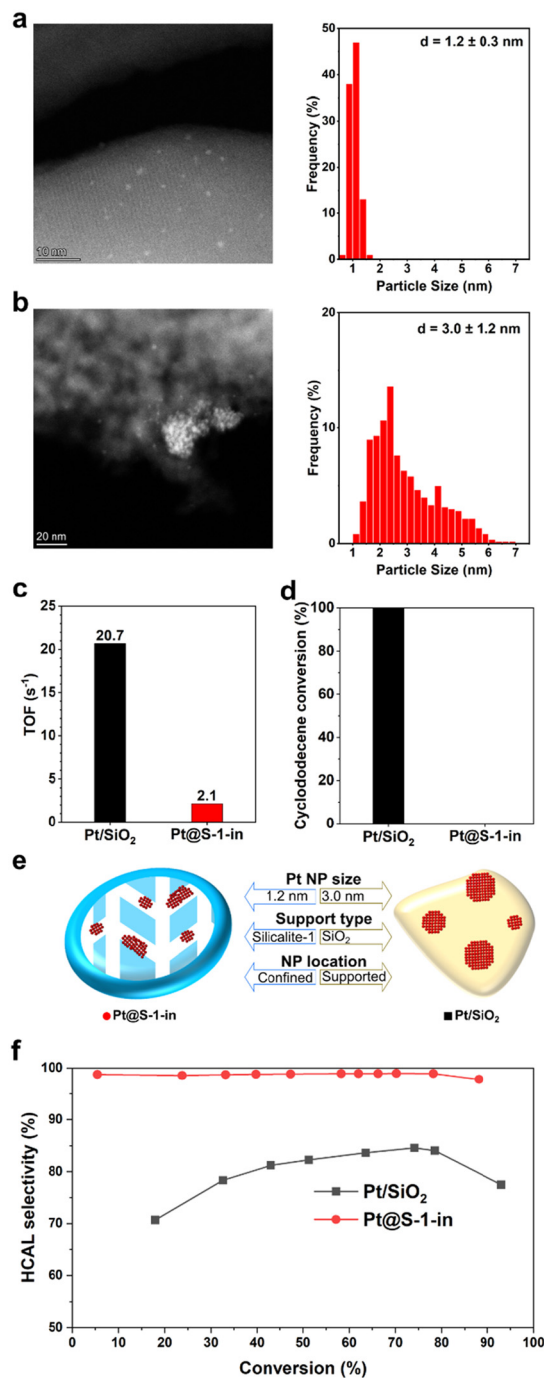 a
10 nm
d = 1.2 ± 0.3 nm
Frequency (%)
50
40
30
20
10
0
1 2 3 4 5 6 7
Particle Size (nm)
b
20 nm
d = 3.0 ± 1.2 nm
Frequency (%)
20
10
0
1 2 3 4 5 6 7
Particle Size (nm)
c
TOF (s⁻¹)
25
20
15
10
5
0
20.7
2.1
Pt/SiO₂ Pt@S-1-in
d
Cyclododecene conversion (%)
100
80
60
40
20
0
Pt/SiO₂ Pt@S-1-in
e
Pt NP size
1.2 nm 3.0 nm
Support type
Silicalite-1 SiO₂
NP location
Confined Supported
Pt@S-1-in
Pt/SiO₂
f
HCAL selectivity (%)
100
90
80
70
60
50
Pt/SiO₂
Pt@S-1-in
0 10 20 30 40 50 60 70 80 90 100
Conversion (%)